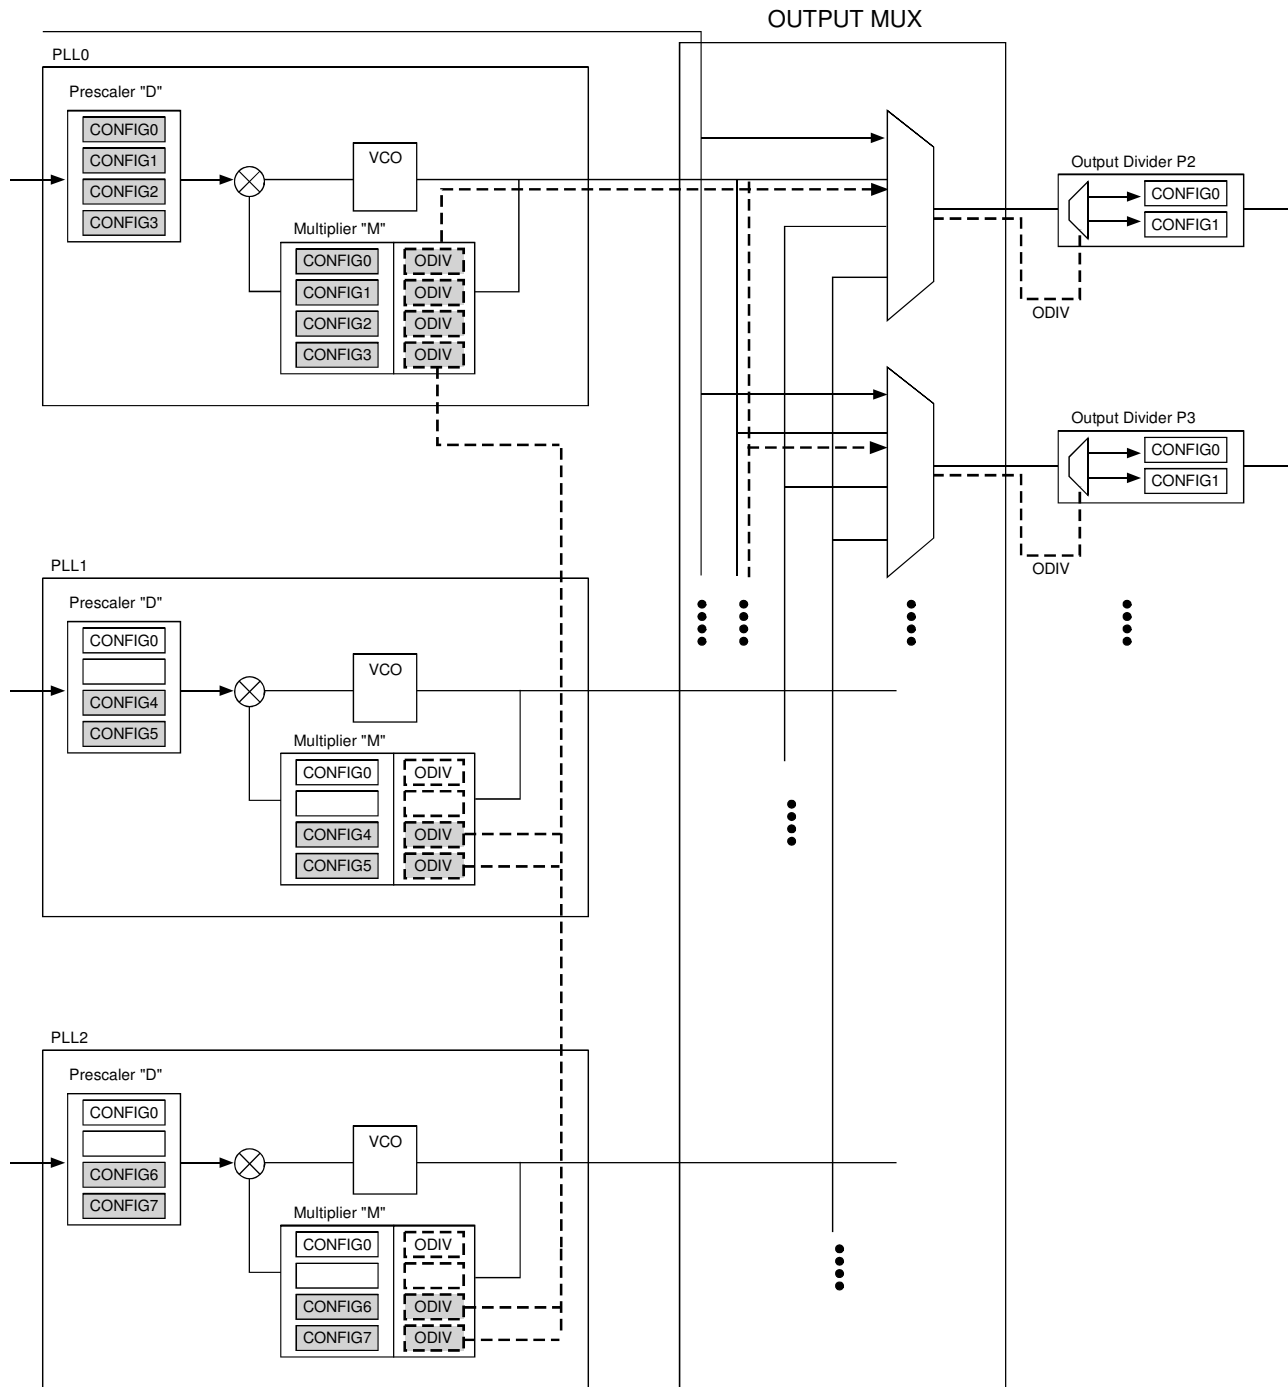 OUTPUT MUX
PLL0
Prescaler "D"
CONFIG0
CONFIG1
CONFIG2
CONFIG3
VCO
Multiplier "M"
CONFIG0 ODIV
CONFIG1 ODIV
CONFIG2 ODIV
CONFIG3 ODIV
Output Divider P2
CONFIG0
CONFIG1
ODIV
Output Divider P3
CONFIG0
CONFIG1
ODIV
PLL1
Prescaler "D"
CONFIG0
CONFIG4
CONFIG5
VCO
Multiplier "M"
CONFIG0 ODIV
CONFIG4 ODIV
CONFIG5 ODIV
PLL2
Prescaler "D"
CONFIG0
CONFIG6
CONFIG7
VCO
Multiplier "M"
CONFIG0 ODIV
CONFIG6 ODIV
CONFIG7 ODIV